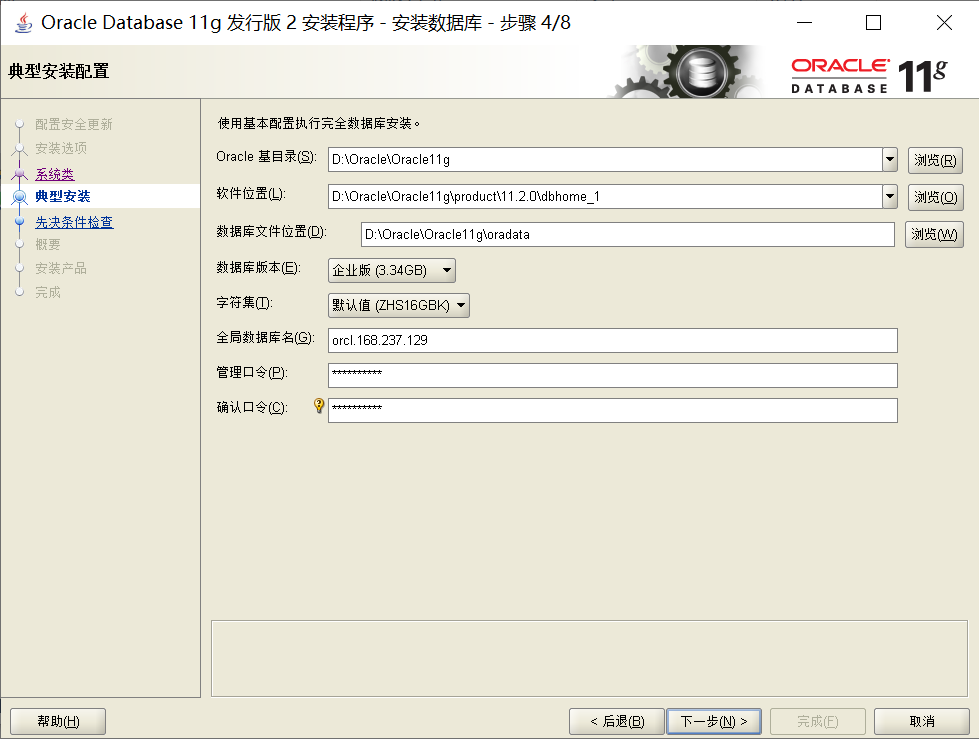 Oracle Database 11g 发行版 2 安装程序 - 安装数据库 - 步骤 4/8
典型安装配置
ORACLE
DATABASE 11g
配置安全更新
安装选项
系统类
典型安装
先决条件检查
概要
安装产品
完成
使用基本配置执行完全数据库安装。
Oracle 基目录(S): D:\Oracle\Oracle11g 浏览(R)
软件位置(L): D:\Oracle\Oracle11g\product\11.2.0\dbhome_1 浏览(O)
数据库文件位置(D): D:\Oracle\Oracle11g\oradata 浏览(W)
数据库版本(E): 企业版 (3.34GB)
字符集(T): 默认值 (ZHS16GBK)
全局数据库名(G): orcl.168.237.129
管理口令(P): **********
确认口令(C): **********
帮助(H) < 后退(B) 下一步(N) > 完成(F) 取消